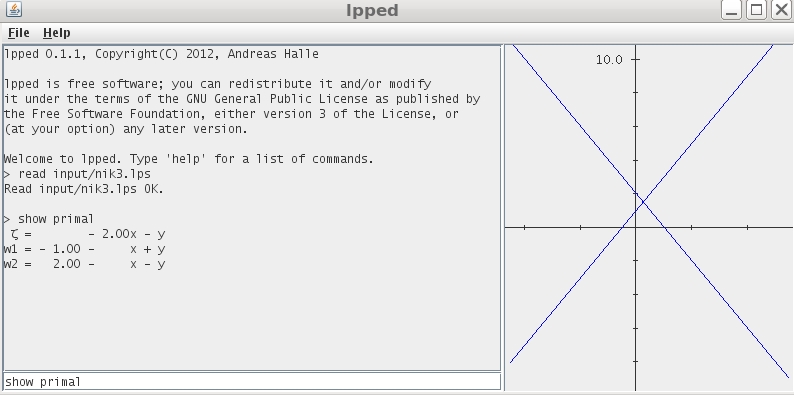 lpped
File Help
lpped 0.1.1, Copyright(C) 2012, Andreas Halle
lpped is free software; you can redistribute it and/or modify
it under the terms of the GNU General Public License as published by
the Free Software Foundation, either version 3 of the License, or
(at your option) any later version.
Welcome to lpped. Type 'help' for a list of commands.
> read input/nik3.lps
Read input/nik3.lps OK.
> show primal
ζ =        - 2.00x - y
w1 = - 1.00 -     x + y
w2 =   2.00 -     x - y
show primal
10.0